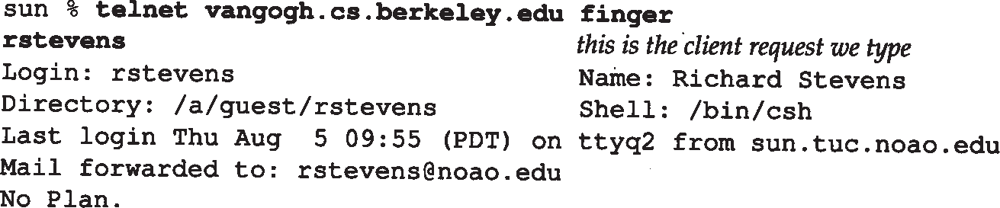 sun % telnet vangogh.cs.berkeley.edu finger
rstevens this is the client request we type
Login: rstevens Name: Richard Stevens
Directory: /a/guest/rstevens Shell: /bin/csh
Last login Thu Aug  5 09:55 (PDT) on ttyq2 from sun.tuc.noao.edu
Mail forwarded to: rstevens@noao.edu
No Plan.